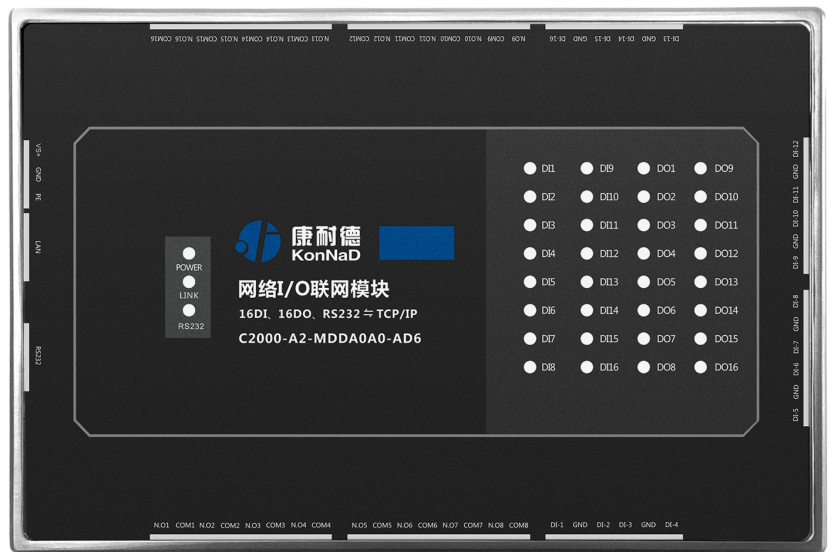 COM16 N.O16 COM15 N.O15 COM14 N.O14 COM13 N.O13
COM12 N.O12 COM11 N.O11 COM10 N.O10 COM9 N.O9
DI-16 GND DI-15 DI-14 GND DI-13
VS+ GND PE
LAN
RS232
POWER
LINK
RS232
康耐德
KonNaD
网络I/O联网模块
16DI、16DO、RS232⇋TCP/IP
C2000-A2-MDDA0A0-AD6
DI1 DI9 DO1 DO9
DI2 DI10 DO2 DO10
DI3 DI11 DO3 DO11
DI4 DI12 DO4 DO12
DI5 DI13 DO5 DO13
DI6 DI14 DO6 DO14
DI7 DI15 DO7 DO15
DI8 DI16 DO8 DO16
DI-9 GND DI-10 DI-11 GND DI-12
DI-5 GND DI-6 DI-7 GND DI-8
N.O1 COM1 N.O2 COM2 N.O3 COM3 N.O4 COM4
N.O5 COM5 N.O6 COM6 N.O7 COM7 N.O8 COM8
DI-1 GND DI-2 DI-3 GND DI-4